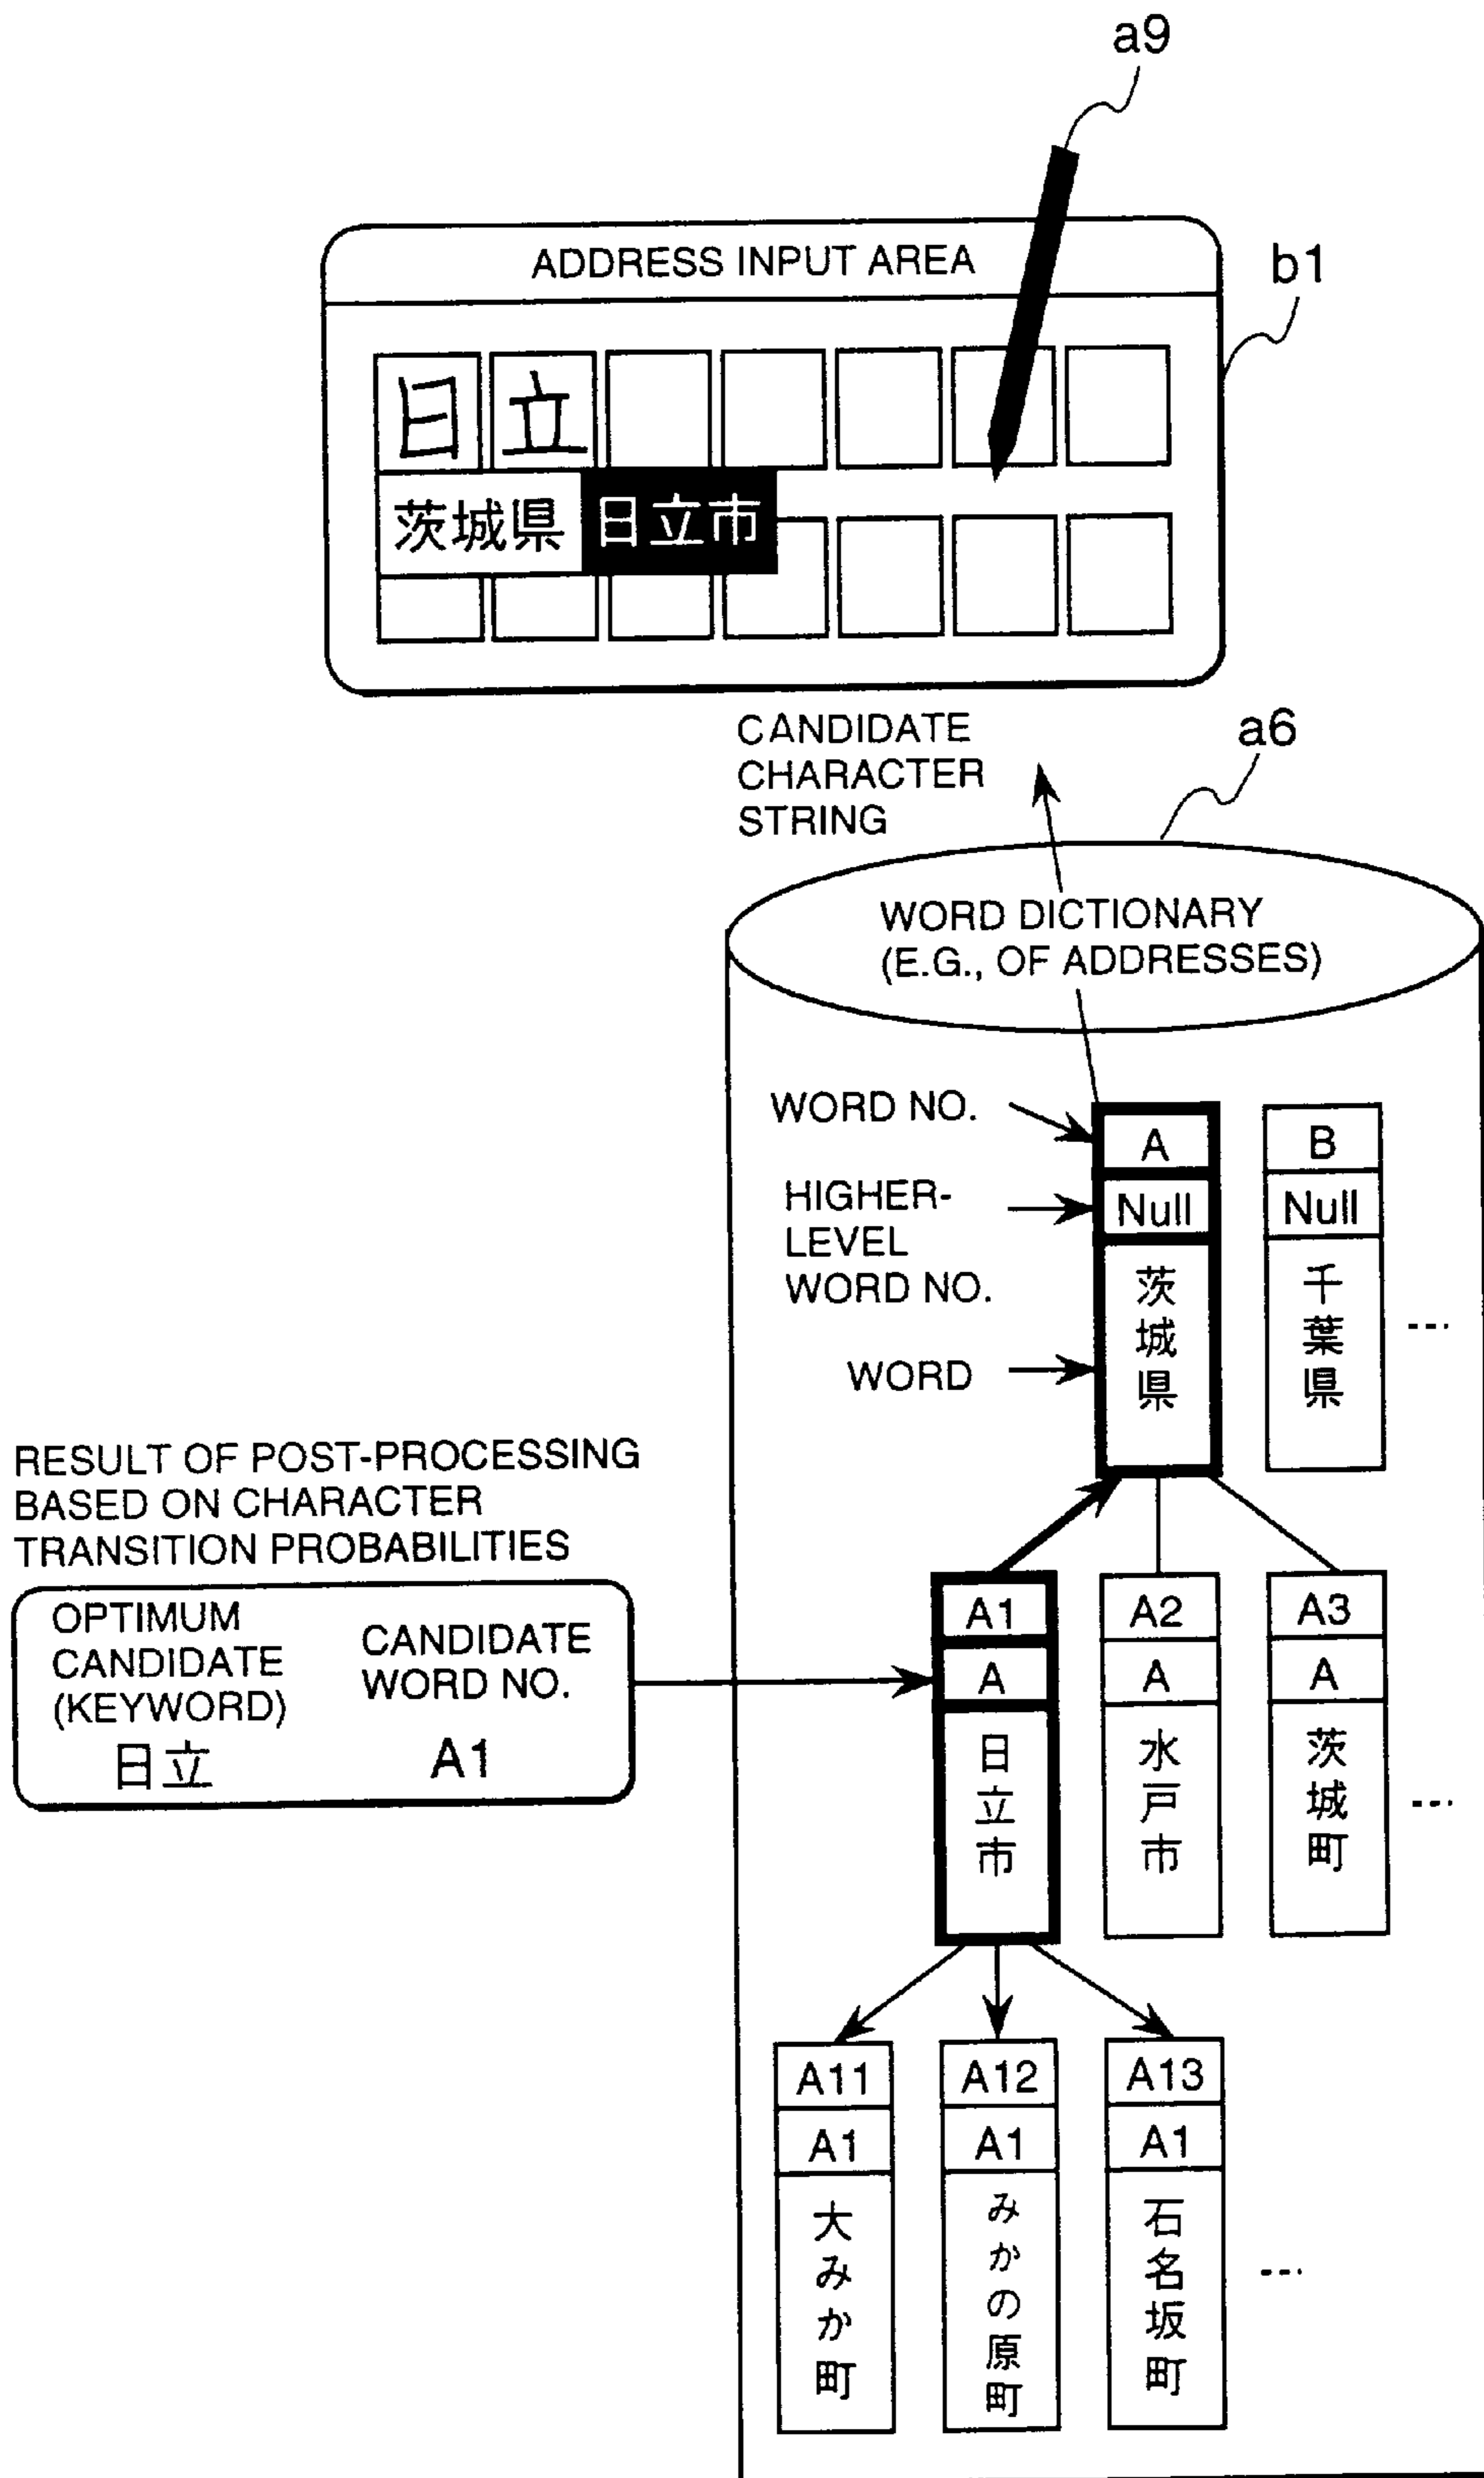 a9
ADDRESS INPUT AREA
b1
日立
茨城県 日立市
CANDIDATE
CHARACTER
STRING
a6
WORD DICTIONARY
(E.G., OF ADDRESSES)
WORD NO.
A
B
HIGHER-
LEVEL
WORD NO.
Null
Null
WORD
茨城県
千葉県
---
RESULT OF POST-PROCESSING
BASED ON CHARACTER
TRANSITION PROBABILITIES
OPTIMUM
CANDIDATE
(KEYWORD)
日立
CANDIDATE
WORD NO.
A1
A1
A
日立市
A2
A
水戸市
A3
A
茨城町
---
A11
A1
大みか町
A12
A1
みかの原町
A13
A1
石名坂町
---